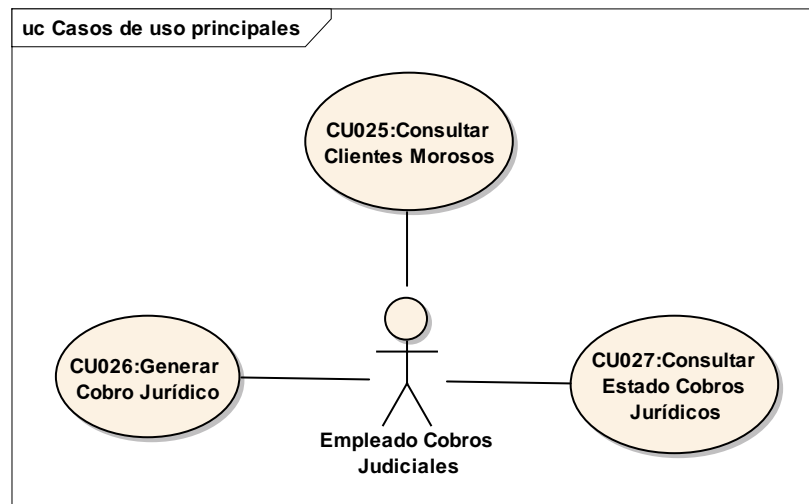 uc Casos de uso principales
CU025:Consultar
Clientes Morosos
CU026:Generar
Cobro Jurídico
CU027:Consultar
Estado Cobros
Jurídicos
Empleado Cobros
Judiciales